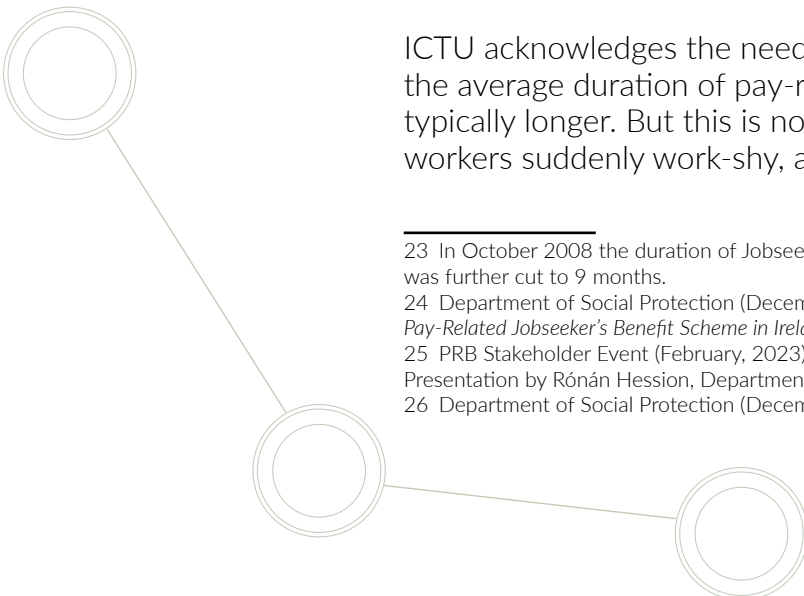 ICTU acknowledges the need
the average duration of pay-r
typically longer. But this is no
workers suddenly work-shy, a
23 In October 2008 the duration of Jobsee
was further cut to 9 months.
24 Department of Social Protection (Decem
Pay-Related Jobseeker’s Benefit Scheme in Irela
25 PRB Stakeholder Event (February, 2023)
Presentation by Rónán Hession, Departmen
26 Department of Social Protection (Decem